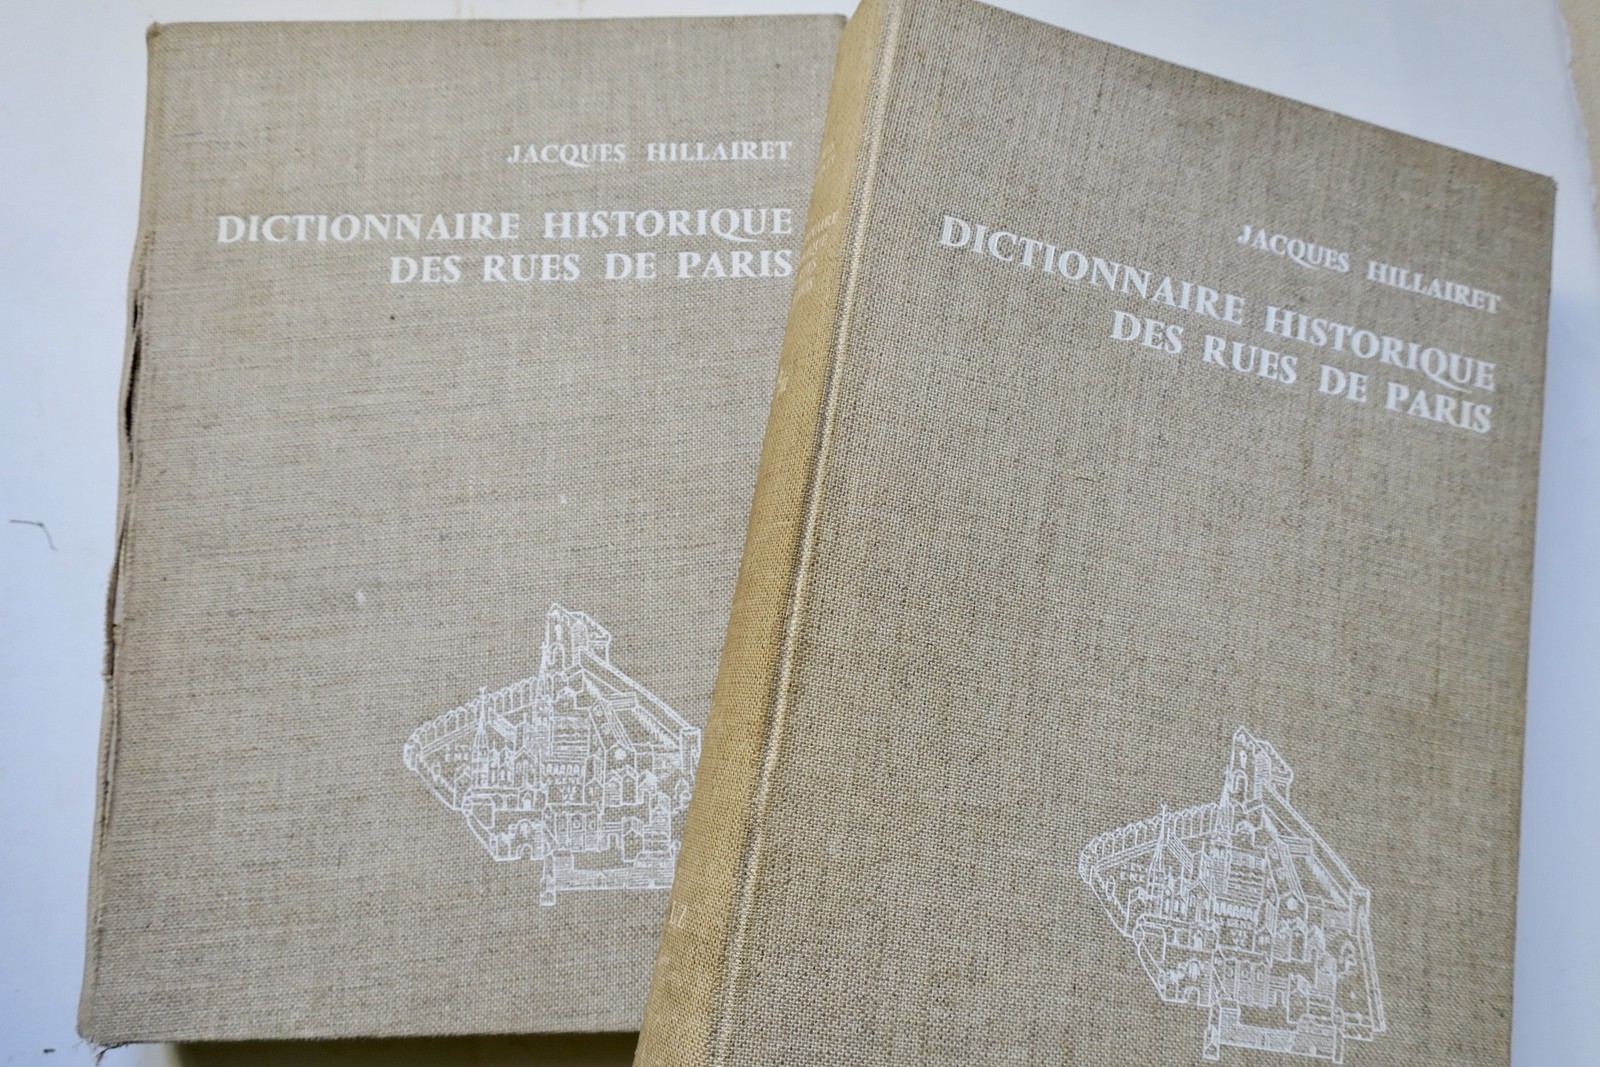 JACQUES HILLAIRET
DICTIONNAIRE HISTORIQUE
DES RUES DE PARIS
JACQUES HILLAIRET
DICTIONNAIRE HISTORIQUE
DES RUES DE PARIS